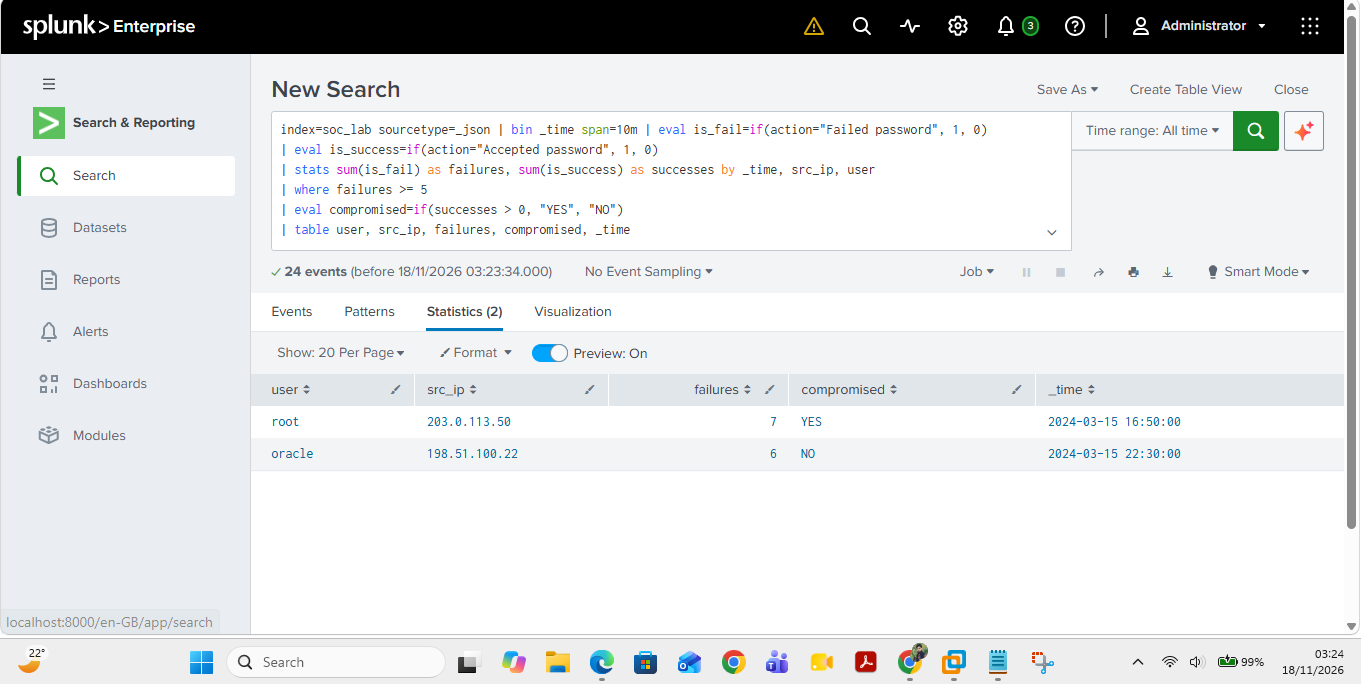 splunk> Enterprise
3
Administrator
Search & Reporting
Search
Datasets
Reports
Alerts
Dashboards
Modules
New Search
Save As
Create Table View
Close
index=soc_lab sourcetype=_json | bin _time span=10m | eval is_fail=if(action="Failed password", 1, 0)
| eval is_success=if(action="Accepted password", 1, 0)
| stats sum(is_fail) as failures, sum(is_success) as successes by _time, src_ip, user
| where failures >= 5
| eval compromised=if(successes > 0, "YES", "NO")
| table user, src_ip, failures, compromised, _time
Time range: All time
24 events (before 18/11/2026 03:23:34.000)
No Event Sampling
Job
Smart Mode
Events
Patterns
Statistics (2)
Visualization
Show: 20 Per Page
Format
Preview: On
user src_ip failures compromised _time
root 203.0.113.50 7 YES 2024-03-15 16:50:00
oracle 198.51.100.22 6 NO 2024-03-15 22:30:00
localhost:8000/en-GB/app/search
22°
Search
99%
03:24
18/11/2026